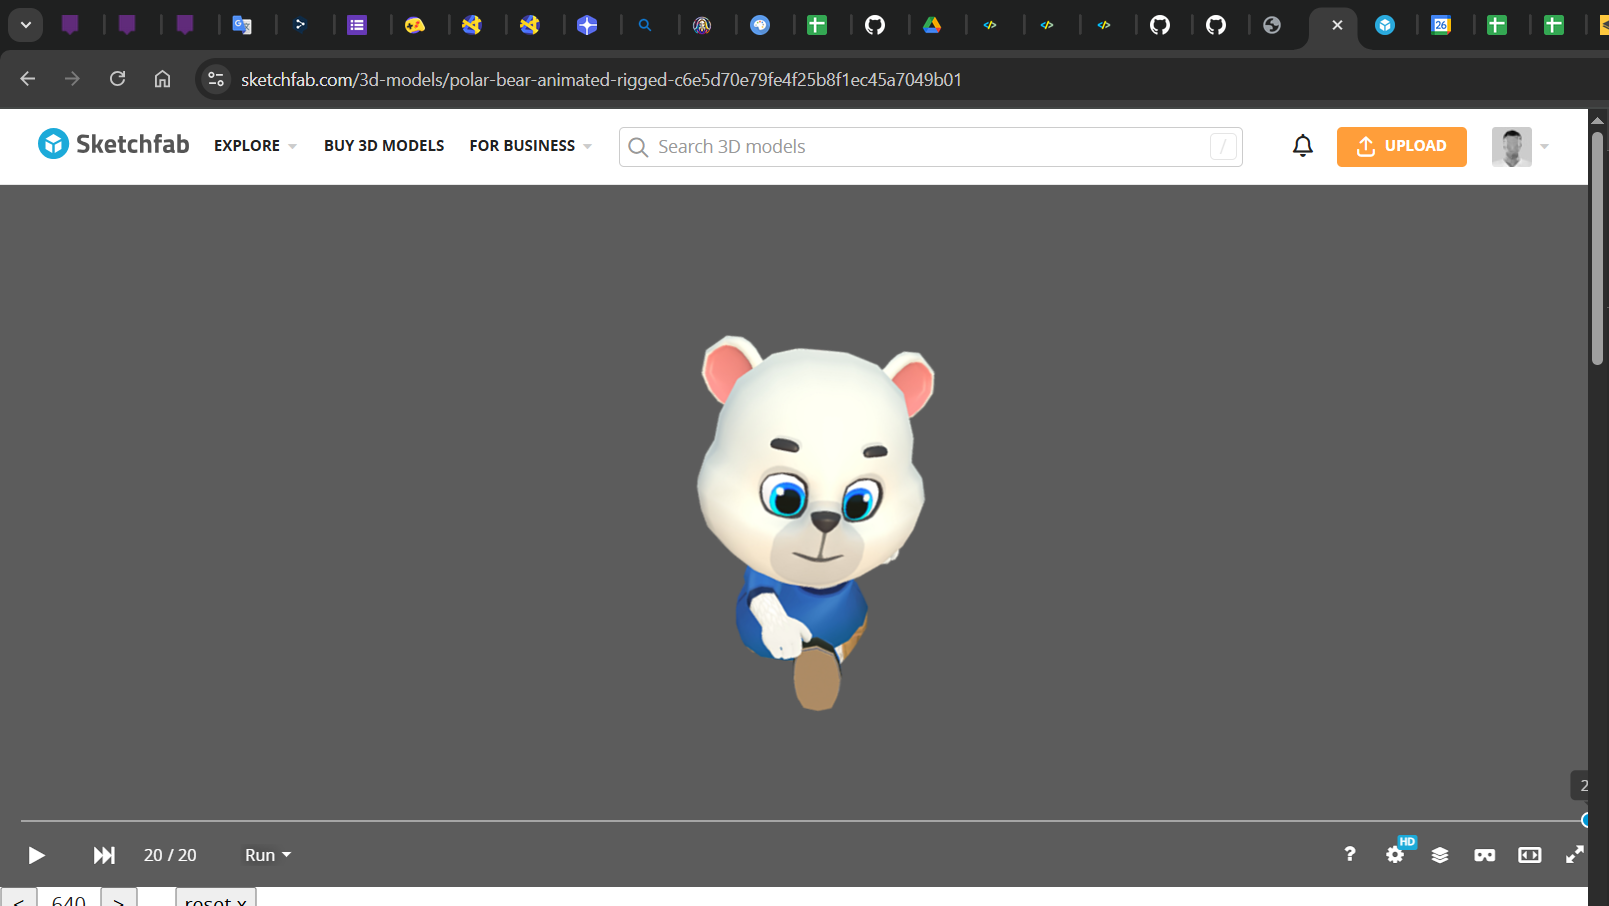 sketchfab.com/3d-models/polar-bear-animated-rigged-c6e5d70e79fe4f25b8f1ec45a7049b01
Sketchfab EXPLORE BUY 3D MODELS FOR BUSINESS Search 3D models / UPLOAD
2
20 / 20 Run ? HD
< 640 > reset x